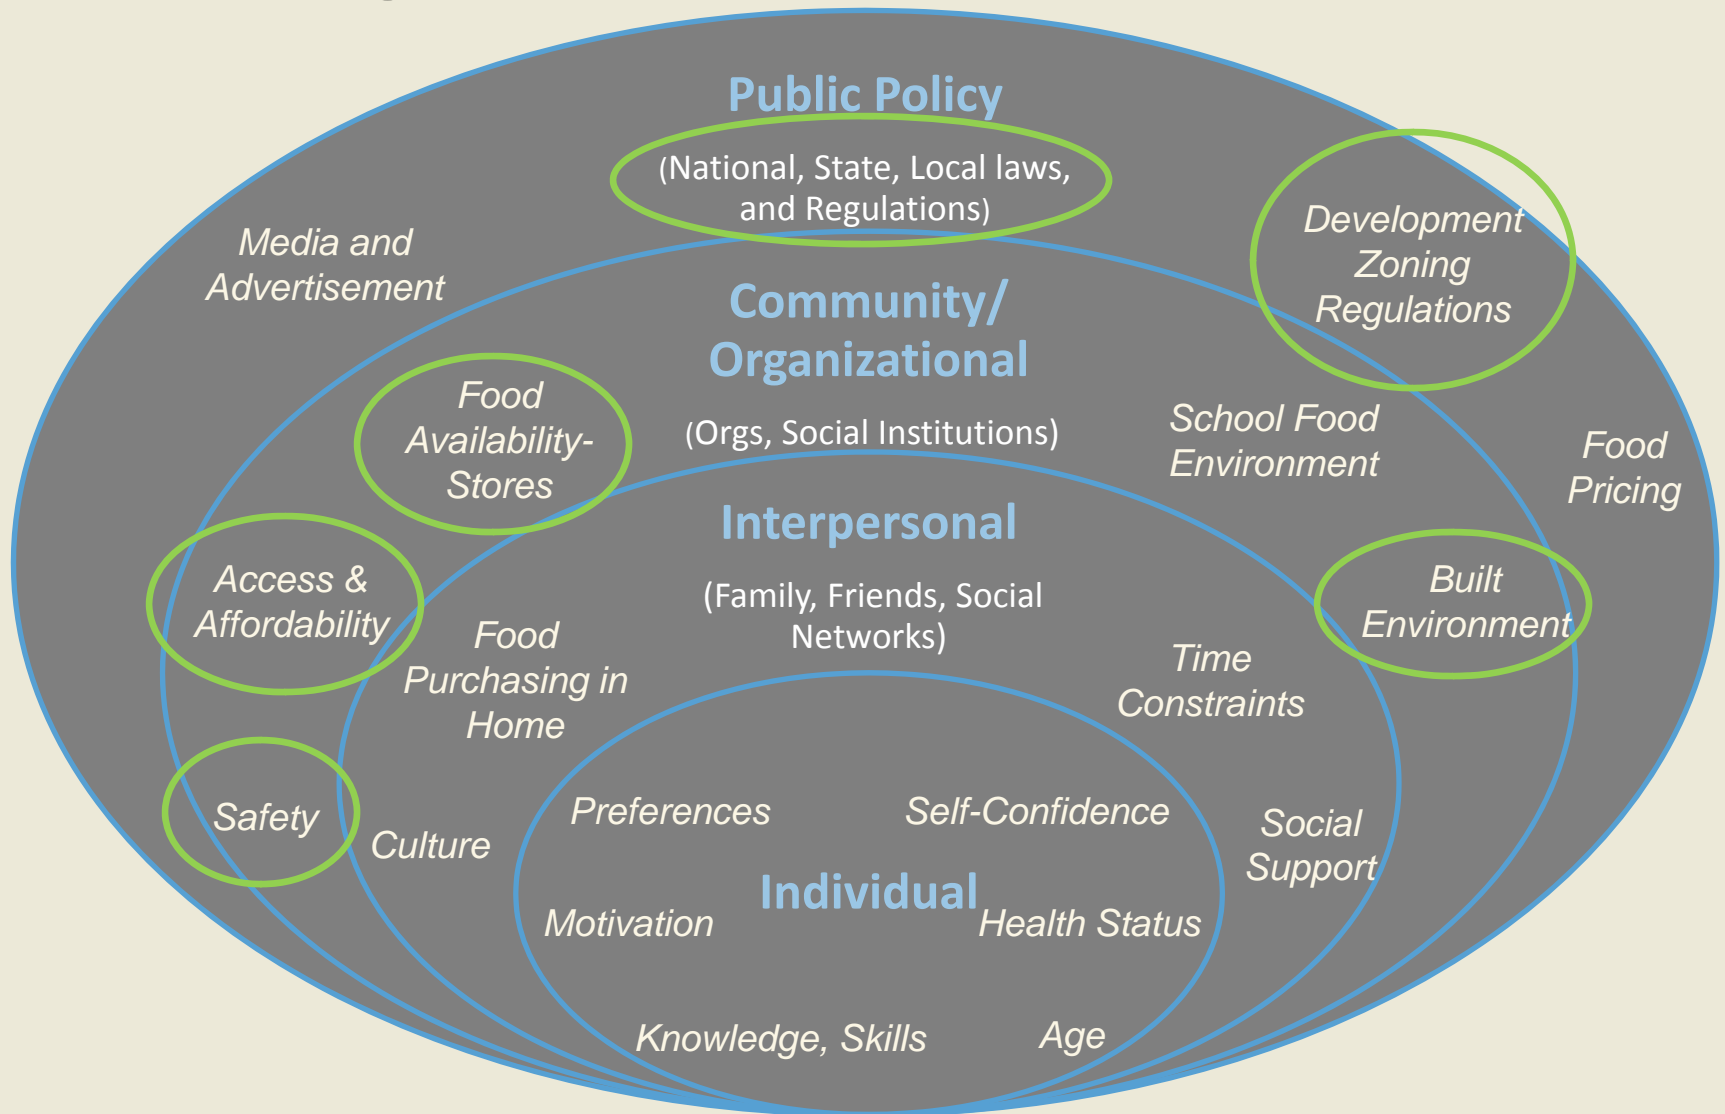 Public Policy
(National, State, Local laws,
and Regulations)
Media and
Advertisement
Development
Zoning
Regulations
Community/
Organizational
(Orgs, Social Institutions)
Food
Availability-
Stores
School Food
Environment
Food
Pricing
Interpersonal
(Family, Friends, Social
Networks)
Access &
Affordability
Built
Environment
Food
Purchasing in
Home
Time
Constraints
Safety
Culture
Preferences
Self-Confidence
Social
Support
Individual
Motivation
Health Status
Knowledge, Skills
Age